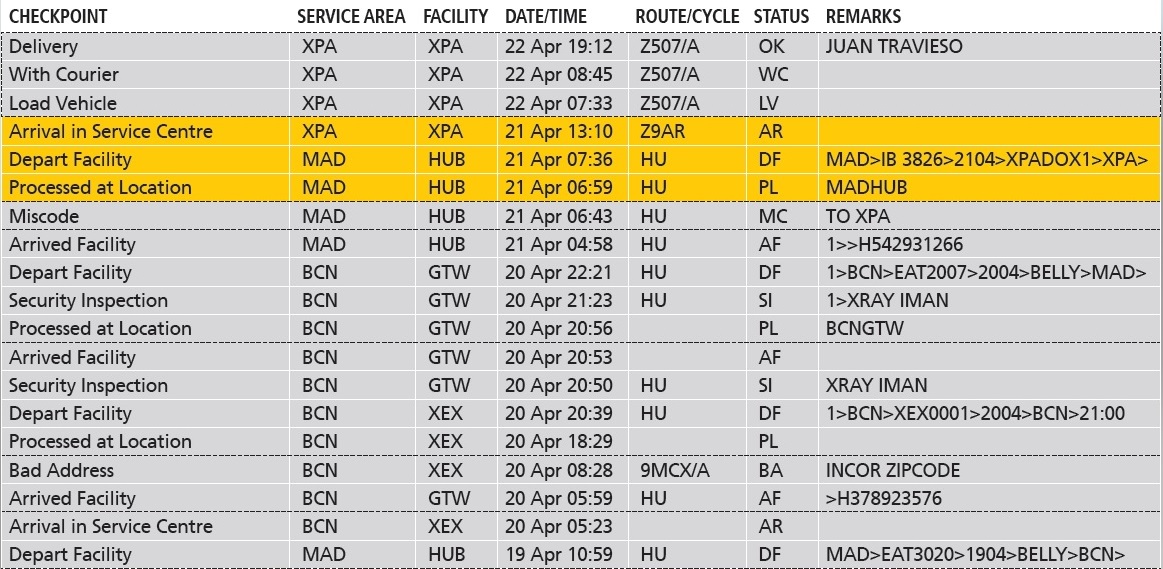 CHECKPOINT SERVICE AREA FACILITY DATE/TIME ROUTE/CYCLE STATUS REMARKS
Delivery XPA XPA 22 Apr 19:12 Z507/A OK JUAN TRAVIESO
With Courier XPA XPA 22 Apr 08:45 Z507/A WC
Load Vehicle XPA XPA 22 Apr 07:33 Z507/A LV
Arrival in Service Centre XPA XPA 21 Apr 13:10 Z9AR AR
Depart Facility MAD HUB 21 Apr 07:36 HU DF MAD>IB 3826>2104>XPADOX1>XPA>
Processed at Location MAD HUB 21 Apr 06:59 HU PL MADHUB
Miscode MAD HUB 21 Apr 06:43 HU MC TO XPA
Arrived Facility MAD HUB 21 Apr 04:58 HU AF 1>>H542931266
Depart Facility BCN GTW 20 Apr 22:21 HU DF 1>BCN>EAT2007>2004>BELLY>MAD>
Security Inspection BCN GTW 20 Apr 21:23 HU SI 1>XRAY IMAN
Processed at Location BCN GTW 20 Apr 20:56 PL BCNGTW
Arrived Facility BCN GTW 20 Apr 20:53 AF
Security Inspection BCN GTW 20 Apr 20:50 HU SI XRAY IMAN
Depart Facility BCN XEX 20 Apr 20:39 HU DF 1>BCN>XEX0001>2004>BCN>21:00
Processed at Location BCN XEX 20 Apr 18:29 PL
Bad Address BCN XEX 20 Apr 08:28 9MCX/A BA INCOR ZIPCODE
Arrived Facility BCN GTW 20 Apr 05:59 HU AF >H378923576
Arrival in Service Centre BCN XEX 20 Apr 05:23 AR
Depart Facility MAD HUB 19 Apr 10:59 HU DF MAD>EAT3020>1904>BELLY>BCN>